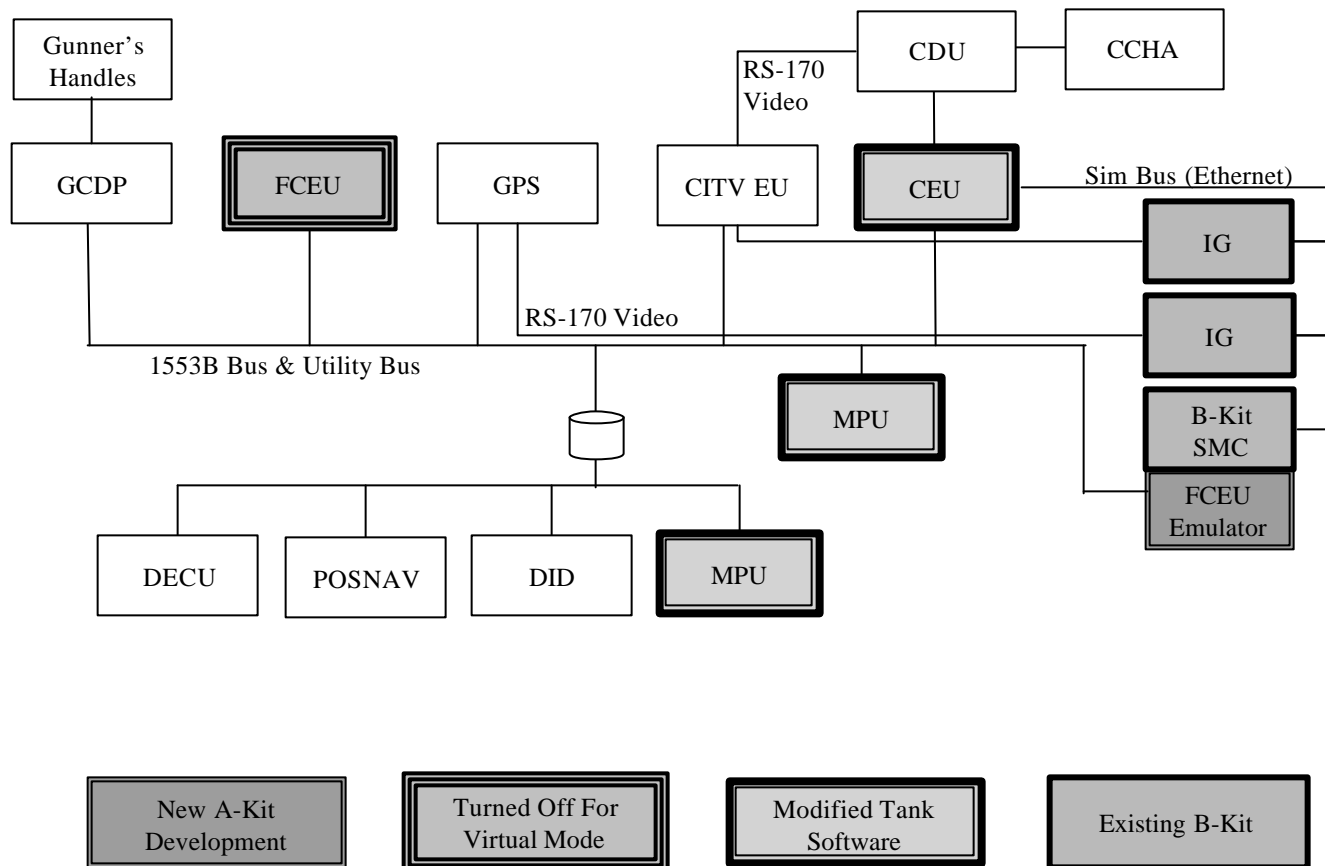 Gunner's
Handles
CDU
CCHA
RS-170
Video
GCDP
FCEU
GPS
CITV EU
CEU
Sim Bus (Ethernet)
IG
RS-170 Video
IG
1553B Bus & Utility Bus
MPU
B-Kit
SMC
FCEU
Emulator
DECU
POSNAV
DID
MPU
New A-Kit
Development
Turned Off For
Virtual Mode
Modified Tank
Software
Existing B-Kit